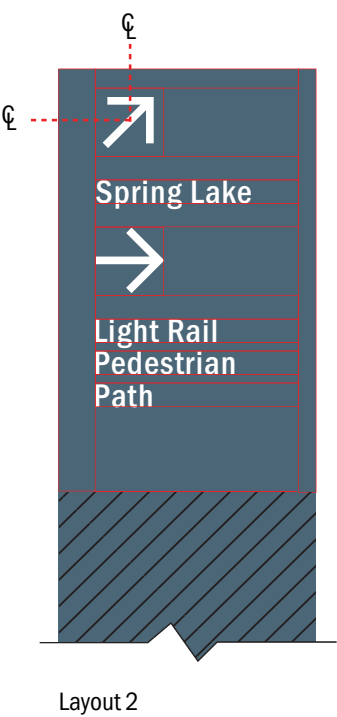 ℄
℄
Spring Lake
Light Rail
Pedestrian
Path
Layout 2